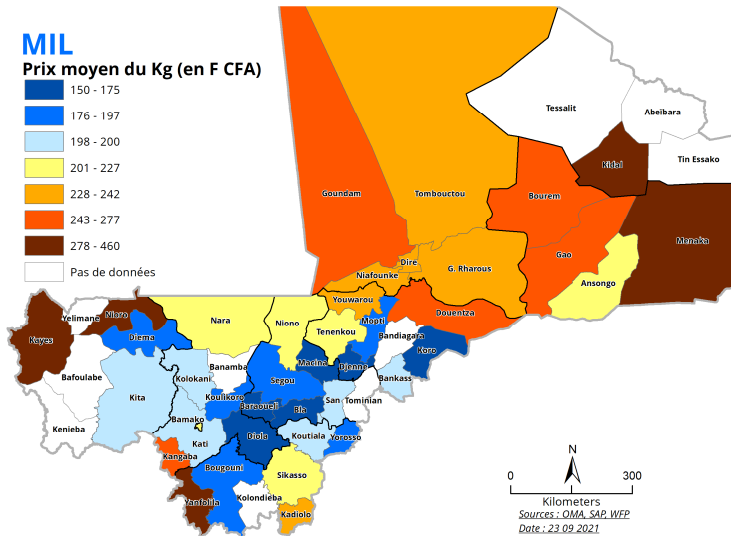 MIL
Prix moyen du Kg (en F CFA)
150 - 175
176 - 197
198 - 200
201 - 227
228 - 242
243 - 277
278 - 460
Pas de données
Tessalit
Abeïbara
Tin Essako
Kidal
Goundam
Tombouctou
Bourem
Menaka
Gao
Dire
G. Rharous
Niafounke
Ansongo
Youwarou
Douentza
Yelimane
Nioro
Nara
Niono
Mopti
Tenenkou
Diema
Kayes
Bandiagara
Koro
Macina
Djenne
Banamba
Bafoulabe
Kolokani
Segou
Bankass
Kita
Koulikoro
Baraoueli
San
Tominian
Bla
Bamako
Kenieba
Kati
Diola
Koutiala
Yorosso
Kangaba
Bougouni
Sikasso
Yanfolila
Kolondieba
Kadiolo
N
0 300
Kilometers
Sources : OMA, SAP, WFP
Date : 23 09 2021